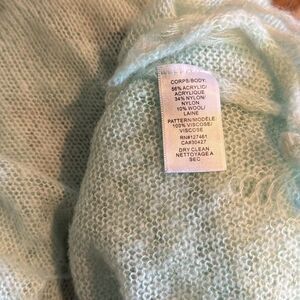 CORPS/BODY:
56% ACRYLIC/
ACRYLIQUE
34% NYLON/
NYLON
10% WOOL/
LAINE
PATTERN/MODÈLE:
100% VISCOSE/
VISCOSE
RN#127461
CA#30427
DRY CLEAN
NETTOYAGE A
SEC